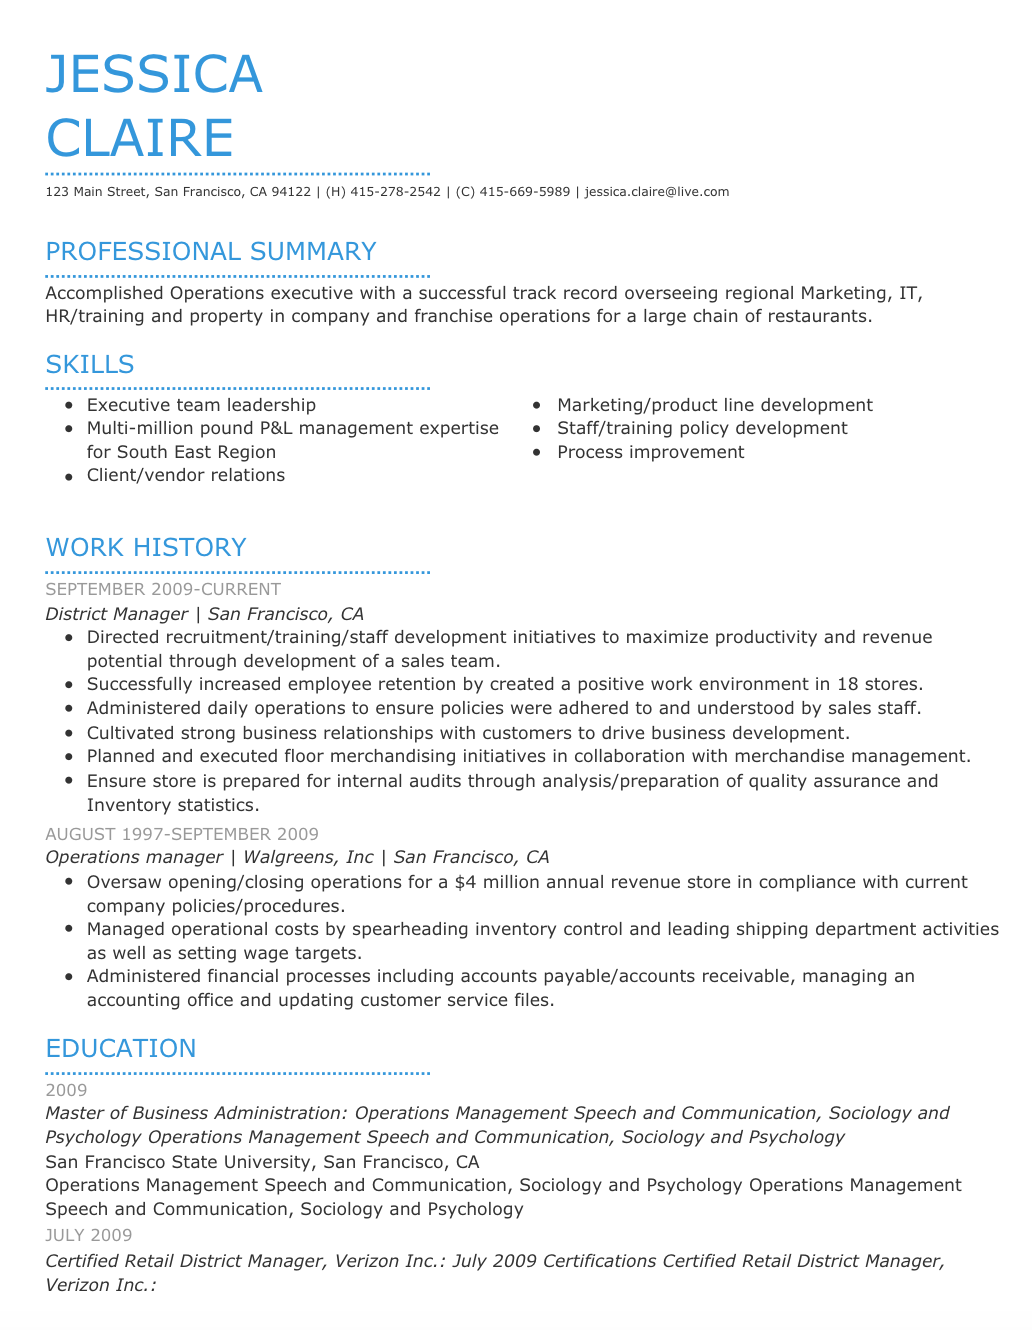 JESSICA
CLAIRE
123 Main Street, San Francisco, CA 94122 | (H) 415-278-2542 | (C) 415-669-5989 | jessica.claire@live.com
PROFESSIONAL SUMMARY
Accomplished Operations executive with a successful track record overseeing regional Marketing, IT,
HR/training and property in company and franchise operations for a large chain of restaurants.
SKILLS
• Executive team leadership
• Multi-million pound P&L management expertise
for South East Region
• Client/vendor relations
• Marketing/product line development
• Staff/training policy development
• Process improvement
WORK HISTORY
SEPTEMBER 2009-CURRENT
District Manager | San Francisco, CA
• Directed recruitment/training/staff development initiatives to maximize productivity and revenue
potential through development of a sales team.
• Successfully increased employee retention by created a positive work environment in 18 stores.
• Administered daily operations to ensure policies were adhered to and understood by sales staff.
• Cultivated strong business relationships with customers to drive business development.
• Planned and executed floor merchandising initiatives in collaboration with merchandise management.
• Ensure store is prepared for internal audits through analysis/preparation of quality assurance and
Inventory statistics.
AUGUST 1997-SEPTEMBER 2009
Operations manager | Walgreens, Inc | San Francisco, CA
• Oversaw opening/closing operations for a $4 million annual revenue store in compliance with current
company policies/procedures.
• Managed operational costs by spearheading inventory control and leading shipping department activities
as well as setting wage targets.
• Administered financial processes including accounts payable/accounts receivable, managing an
accounting office and updating customer service files.
EDUCATION
2009
Master of Business Administration: Operations Management Speech and Communication, Sociology and
Psychology Operations Management Speech and Communication, Sociology and Psychology
San Francisco State University, San Francisco, CA
Operations Management Speech and Communication, Sociology and Psychology Operations Management
Speech and Communication, Sociology and Psychology
JULY 2009
Certified Retail District Manager, Verizon Inc.: July 2009 Certifications Certified Retail District Manager,
Verizon Inc.: